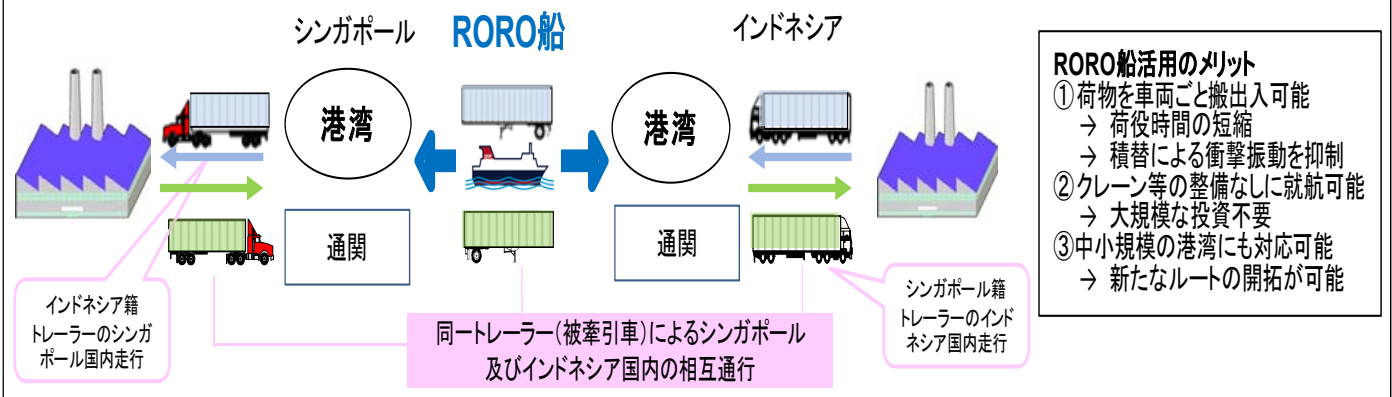 シンガポール
RORO船
インドネシア
港湾
港湾
通関
通関
インドネシア籍
トレーラーのシンガ
ポール国内走行
同一トレーラー(被牽引車)によるシンガポール
及びインドネシア国内の相互通行
シンガポール籍
トレーラーのインド
ネシア国内走行
RORO船活用のメリット
①荷物を車両ごと搬出入可能
→ 荷役時間の短縮
→ 積替による衝撃振動を抑制
②クレーン等の整備なしに就航可能
→ 大規模な投資不要
③中小規模の港湾にも対応可能
→ 新たなルートの開拓が可能